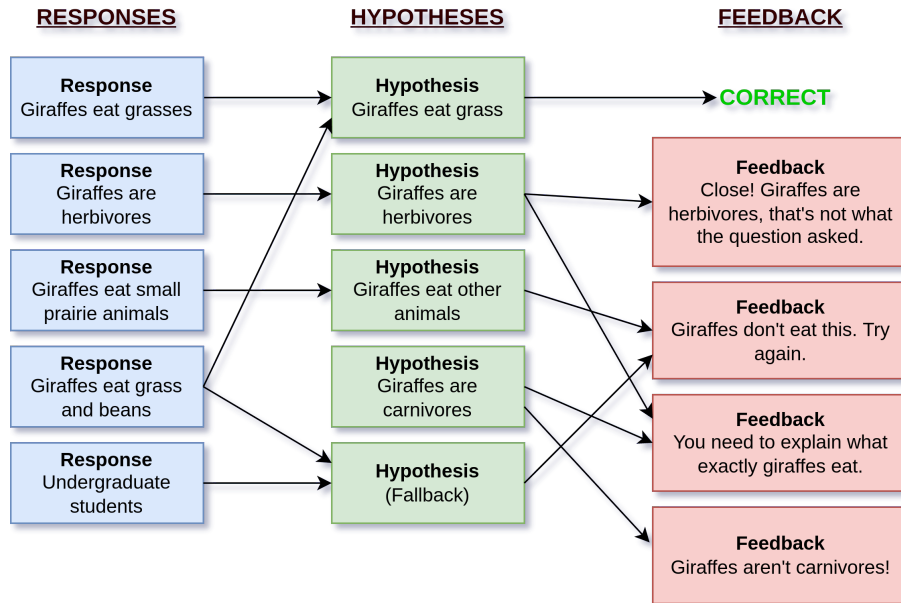 RESPONSES
HYPOTHESES
FEEDBACK
Response
Giraffes eat grasses
Response
Giraffes are
herbivores
Response
Giraffes eat small
prairie animals
Response
Giraffes eat grass
and beans
Response
Undergraduate
students
Hypothesis
Giraffes eat grass
Hypothesis
Giraffes are
herbivores
Hypothesis
Giraffes eat other
animals
Hypothesis
Giraffes are
carnivores
Hypothesis
(Fallback)
CORRECT
Feedback
Close! Giraffes are
herbivores, that's not what
the question asked.
Feedback
Giraffes don't eat this. Try
again.
Feedback
You need to explain what
exactly giraffes eat.
Feedback
Giraffes aren't carnivores!